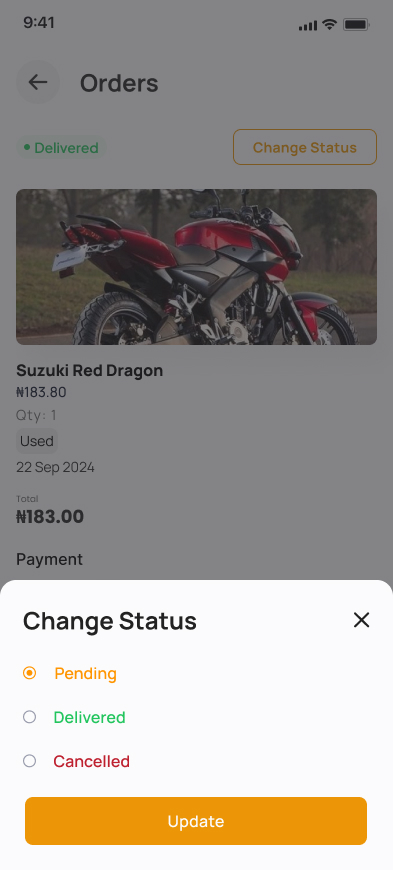 9:41
Orders
Delivered
Change Status
Suzuki Red Dragon
₦183.80
Qty: 1
Used
22 Sep 2024
Total
₦183.00
Payment
Change Status
Pending
Delivered
Cancelled
Update